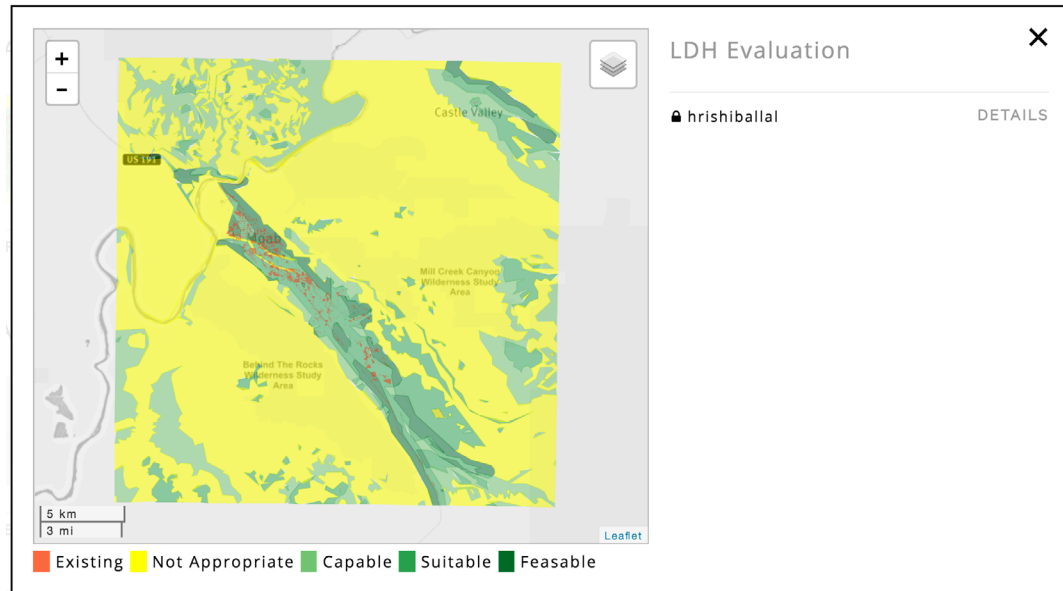 +
−
Castle Valley
US 191
Moab
Mill Creek Canyon
Wilderness Study
Area
Behind The Rocks
Wilderness Study
Area
5 km
3 mi
Leaflet
Existing Not Appropriate Capable Suitable Feasable
LDH Evaluation
hrishiballal DETAILS